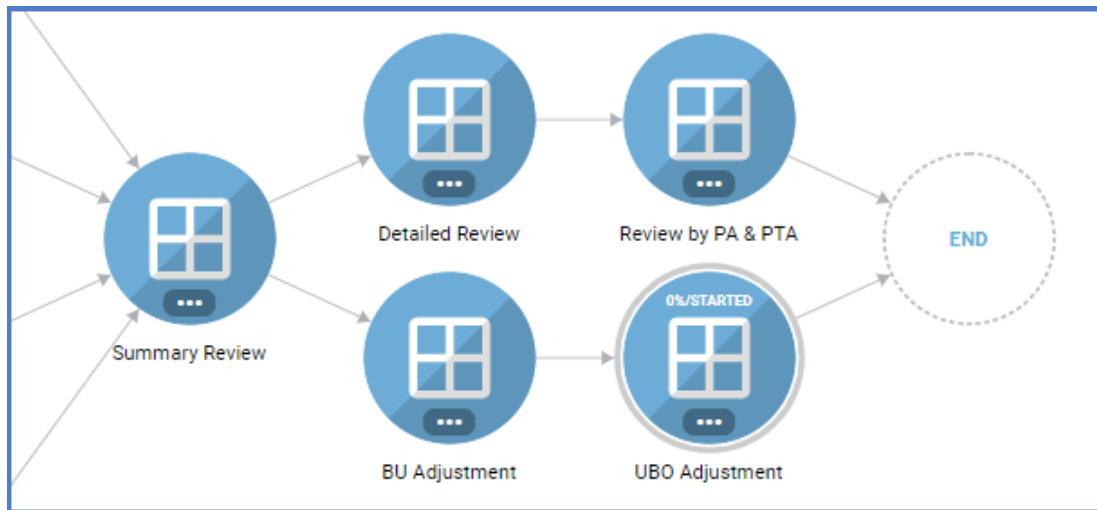 Detailed Review
Review by PA & PTA
END
Summary Review
0%/STARTED
BU Adjustment
UBO Adjustment